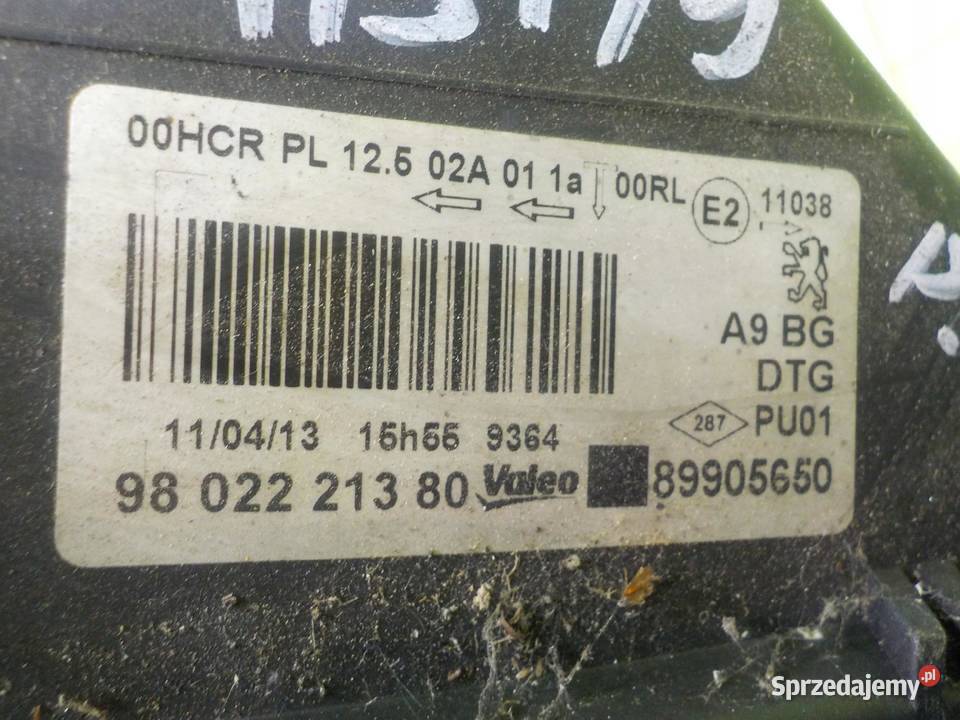 00HCR PL 12.5 02A 01 1a 00RL E2 11038
A9 BG
DTG
287 PU01
11/04/13 15h55 9364
98 022 213 80 Valeo 89905650
Sprzedajemy.pl